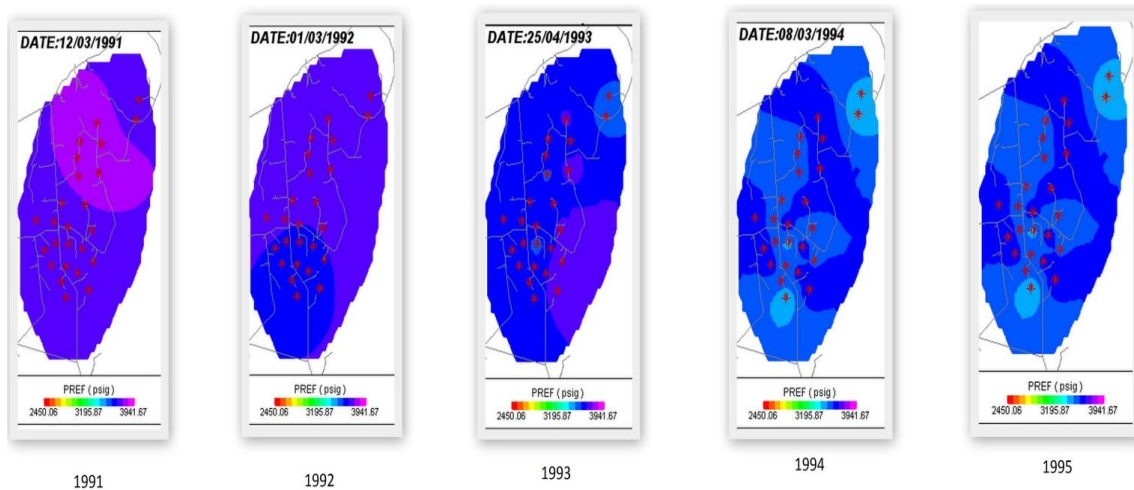 DATE:12/03/1991
DATE:01/03/1992
DATE:25/04/1993
DATE:08/03/1994
PREF ( psig )
2450.06 3195.87 3941.67
PREF ( psig )
2450.06 3195.87 3941.67
PREF ( psig )
2450.06 3195.87 3941.67
PREF ( psig )
2450.06 3195.87 3941.67
PREF ( psig )
2450.06 3195.87 3941.67
1991
1992
1993
1994
1995